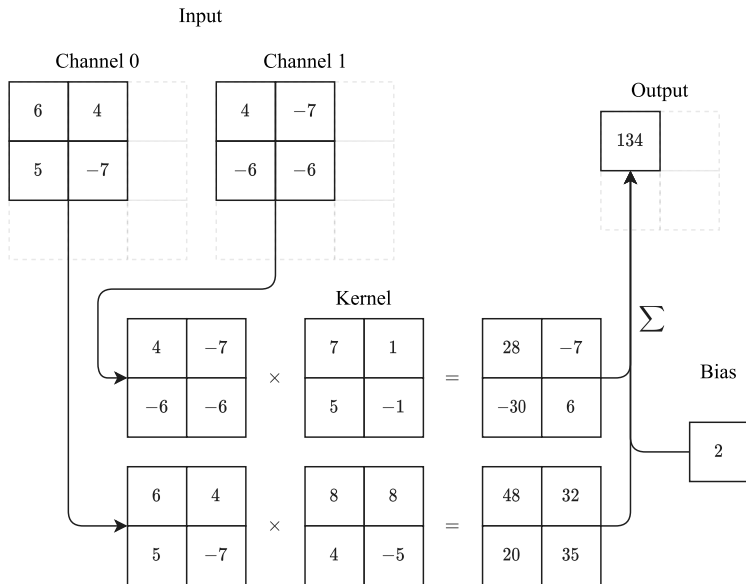 Input
Channel 0 Channel 1
Output
6 4 4 −7
134
5 −7 −6 −6
Kernel
∑
4 −7 7 1 28 −7
× =
Bias
−6 −6 5 −1 −30 6
2
6 4 8 8 48 32
× =
5 −7 4 −5 20 35